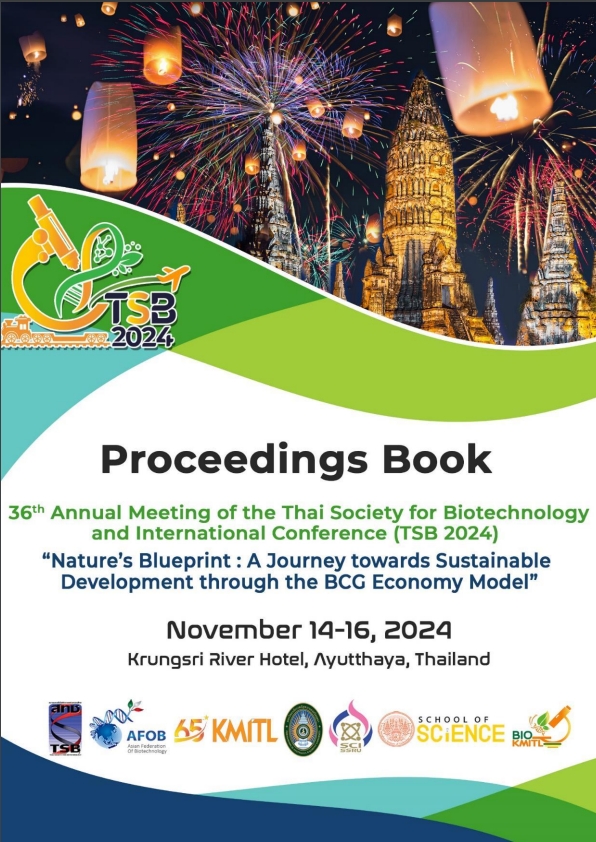 TSB
2024
Proceedings Book
36th Annual Meeting of the Thai Society for Biotechnology
and International Conference (TSB 2024)
“Nature’s Blueprint : A Journey towards Sustainable
Development through the BCG Economy Model”
November 14-16, 2024
Krungsri River Hotel, Ayutthaya, Thailand
TSB
AFOB
Asian Federation
Of Biotechnology
65 KMITL
SCI
SSRU
SCHOOL OF
SCiENCE
BIO
KMITL